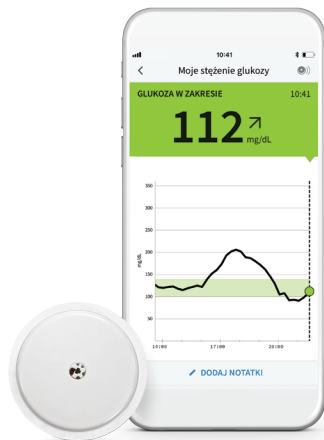 10:41
Moje stężenie glukozy
GLUKOZA W ZAKRESIE 10:41
112
mg/dL
350
300
250
200
150
100
50
mg/dL
14:00 17:00 20:00
DODAJ NOTATKI